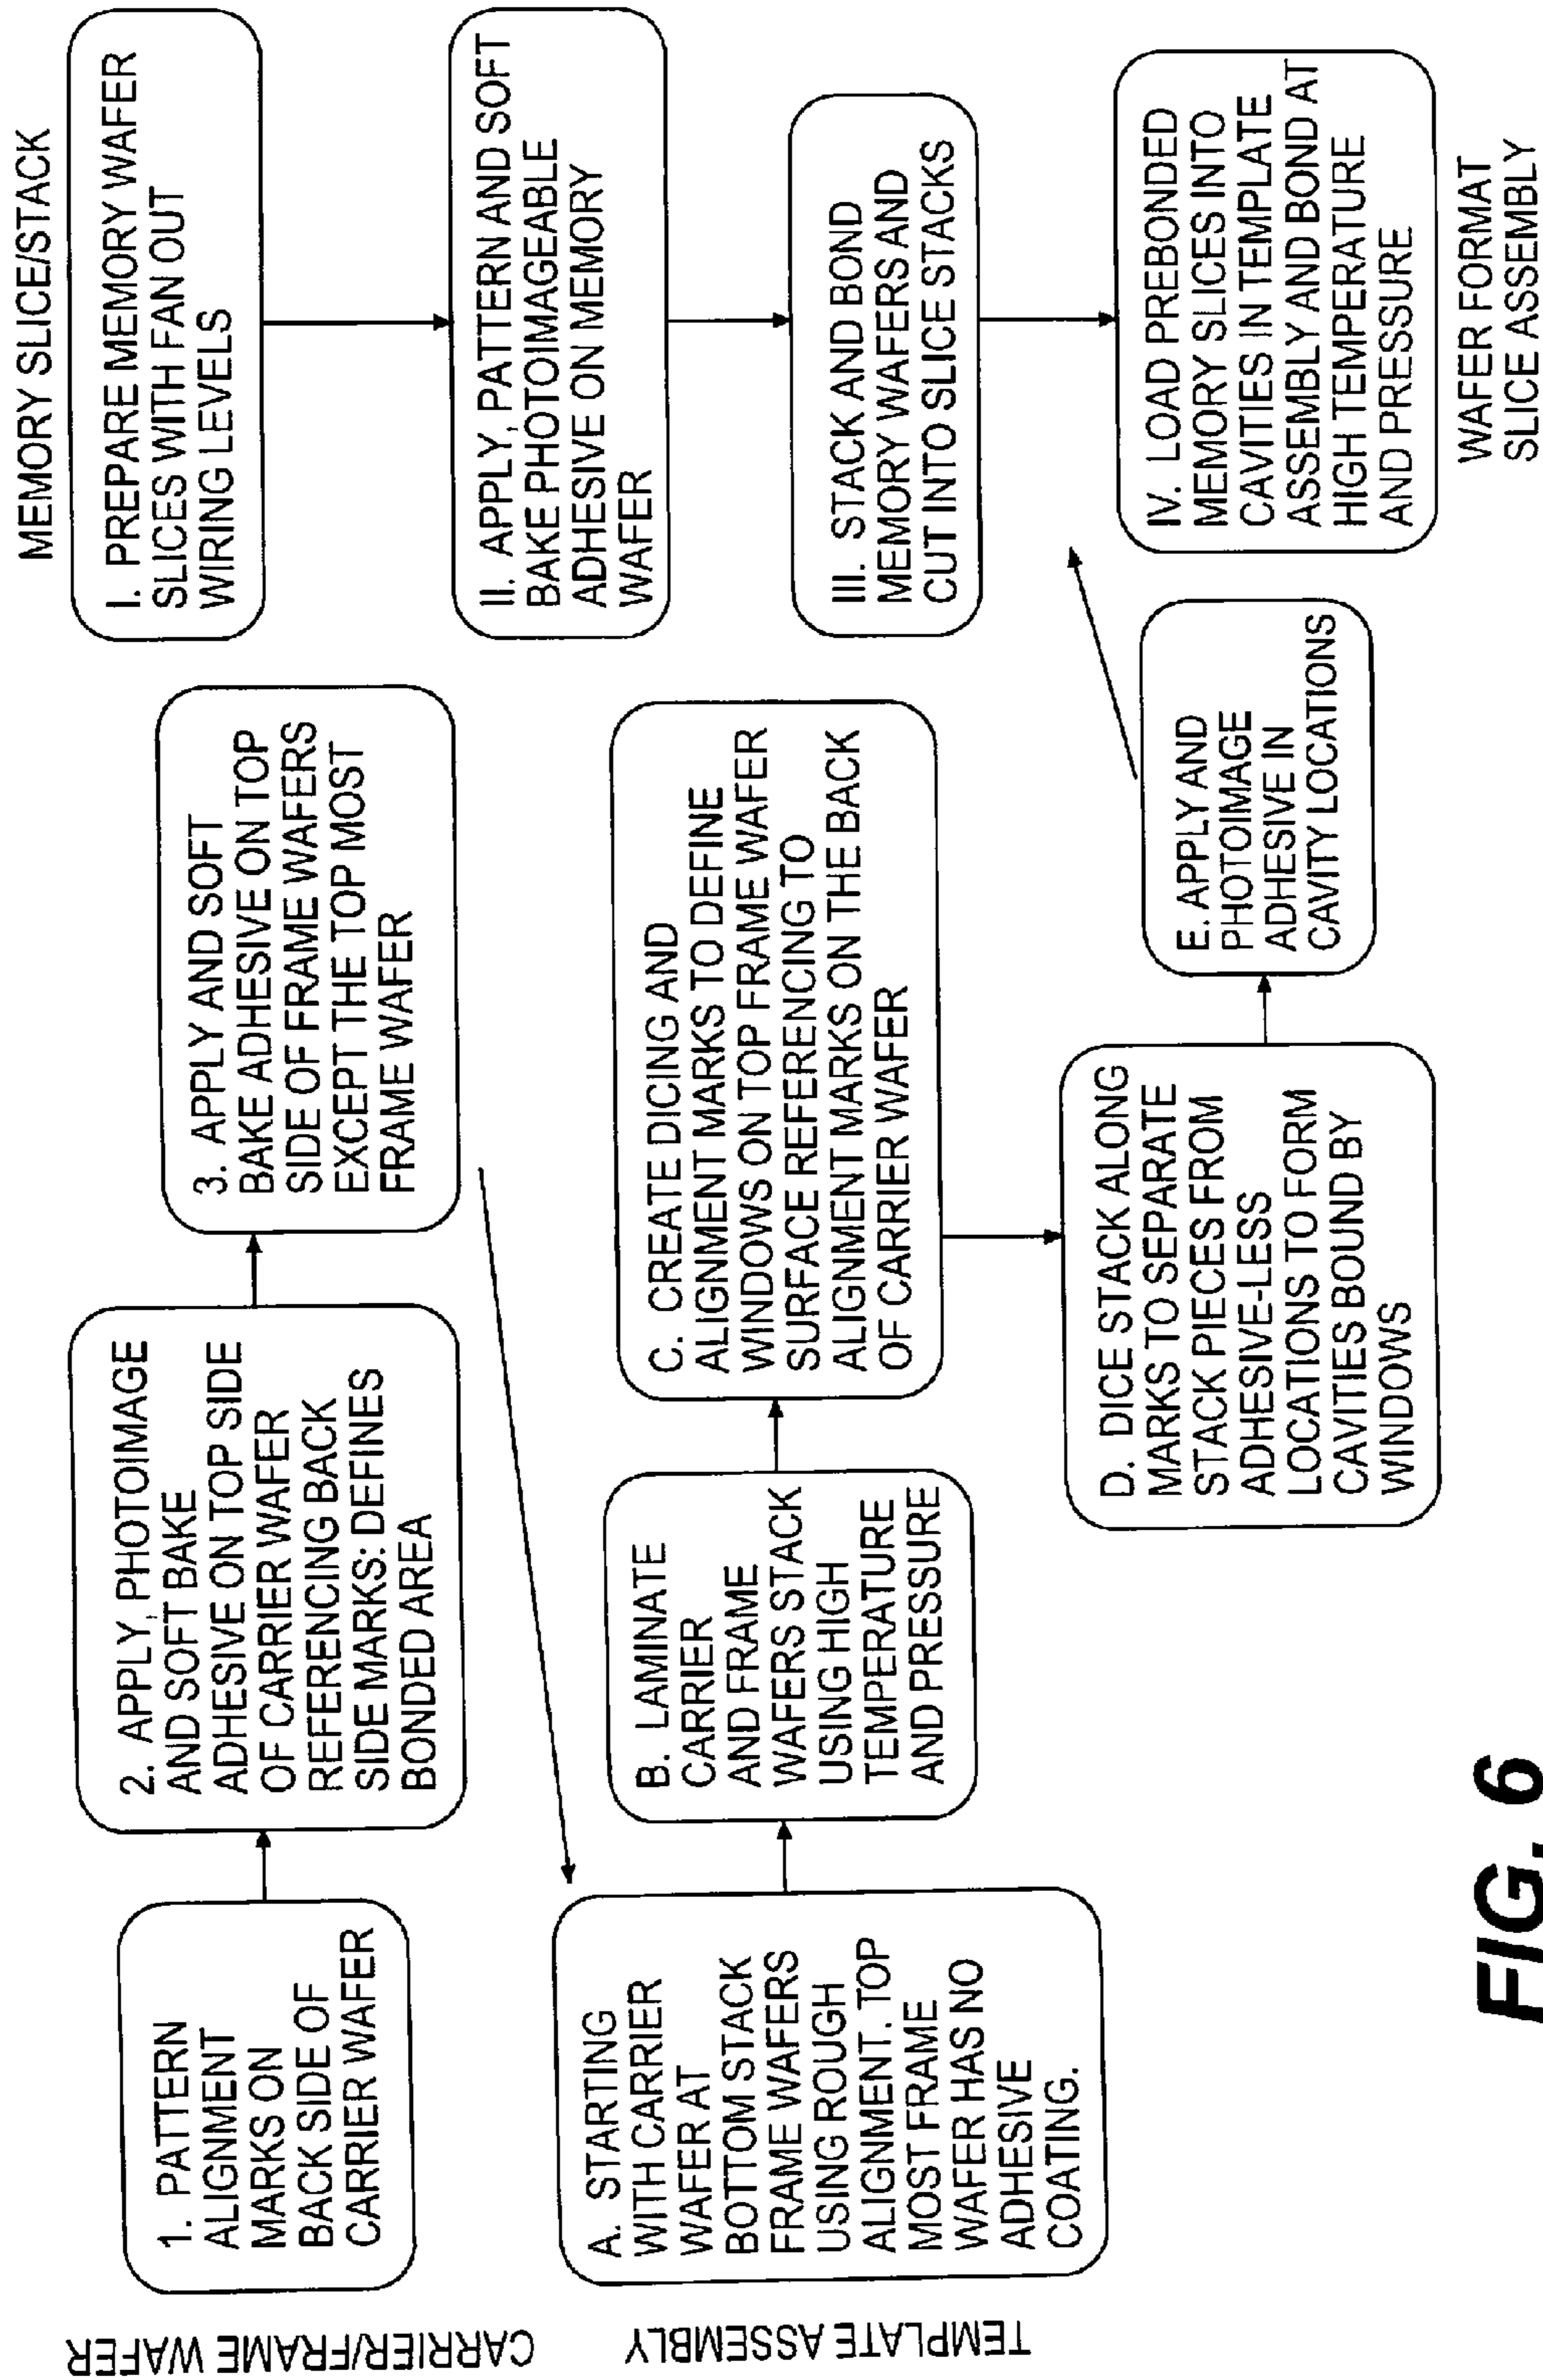 CARRIER/FRAME WAFER
1. PATTERN
ALIGNMENT
MARKS ON
BACK SIDE OF
CARRIER WAFER
2. APPLY, PHOTOIMAGE
AND SOFT BAKE
ADHESIVE ON TOP SIDE
OF CARRIER WAFER
REFERENCING BACK
SIDE MARKS: DEFINES
BONDED AREA
3. APPLY AND SOFT
BAKE ADHESIVE ON TOP
SIDE OF FRAME WAFERS
EXCEPT THE TOP MOST
FRAME WAFER
TEMPLATE ASSEMBLY
A. STARTING
WITH CARRIER
WAFER AT
BOTTOM STACK
FRAME WAFERS
USING ROUGH
ALIGNMENT. TOP
MOST FRAME
WAFER HAS NO
ADHESIVE
COATING.
B. LAMINATE
CARRIER
AND FRAME
WAFERS STACK
USING HIGH
TEMPERATURE
AND PRESSURE
C. CREATE DICING AND
ALIGNMENT MARKS TO DEFINE
WINDOWS ON TOP FRAME WAFER
SURFACE REFERENCING TO
ALIGNMENT MARKS ON THE BACK
OF CARRIER WAFER
D. DICE STACK ALONG
MARKS TO SEPARATE
STACK PIECES FROM
ADHESIVE-LESS
LOCATIONS TO FORM
CAVITIES BOUND BY
WINDOWS
E. APPLY AND
PHOTOIMAGE
ADHESIVE IN
CAVITY LOCATIONS
MEMORY SLICE/STACK
I. PREPARE MEMORY WAFER
SLICES WITH FAN OUT
WIRING LEVELS
II. APPLY, PATTERN AND SOFT
BAKE PHOTOIMAGEABLE
ADHESIVE ON MEMORY
WAFER
III. STACK AND BOND
MEMORY WAFERS AND
CUT INTO SLICE STACKS
IV. LOAD PREBONDED
MEMORY SLICES INTO
CAVITIES IN TEMPLATE
ASSEMBLY AND BOND AT
HIGH TEMPERATURE
AND PRESSURE
WAFER FORMAT
SLICE ASSEMBLY
FIG. 6